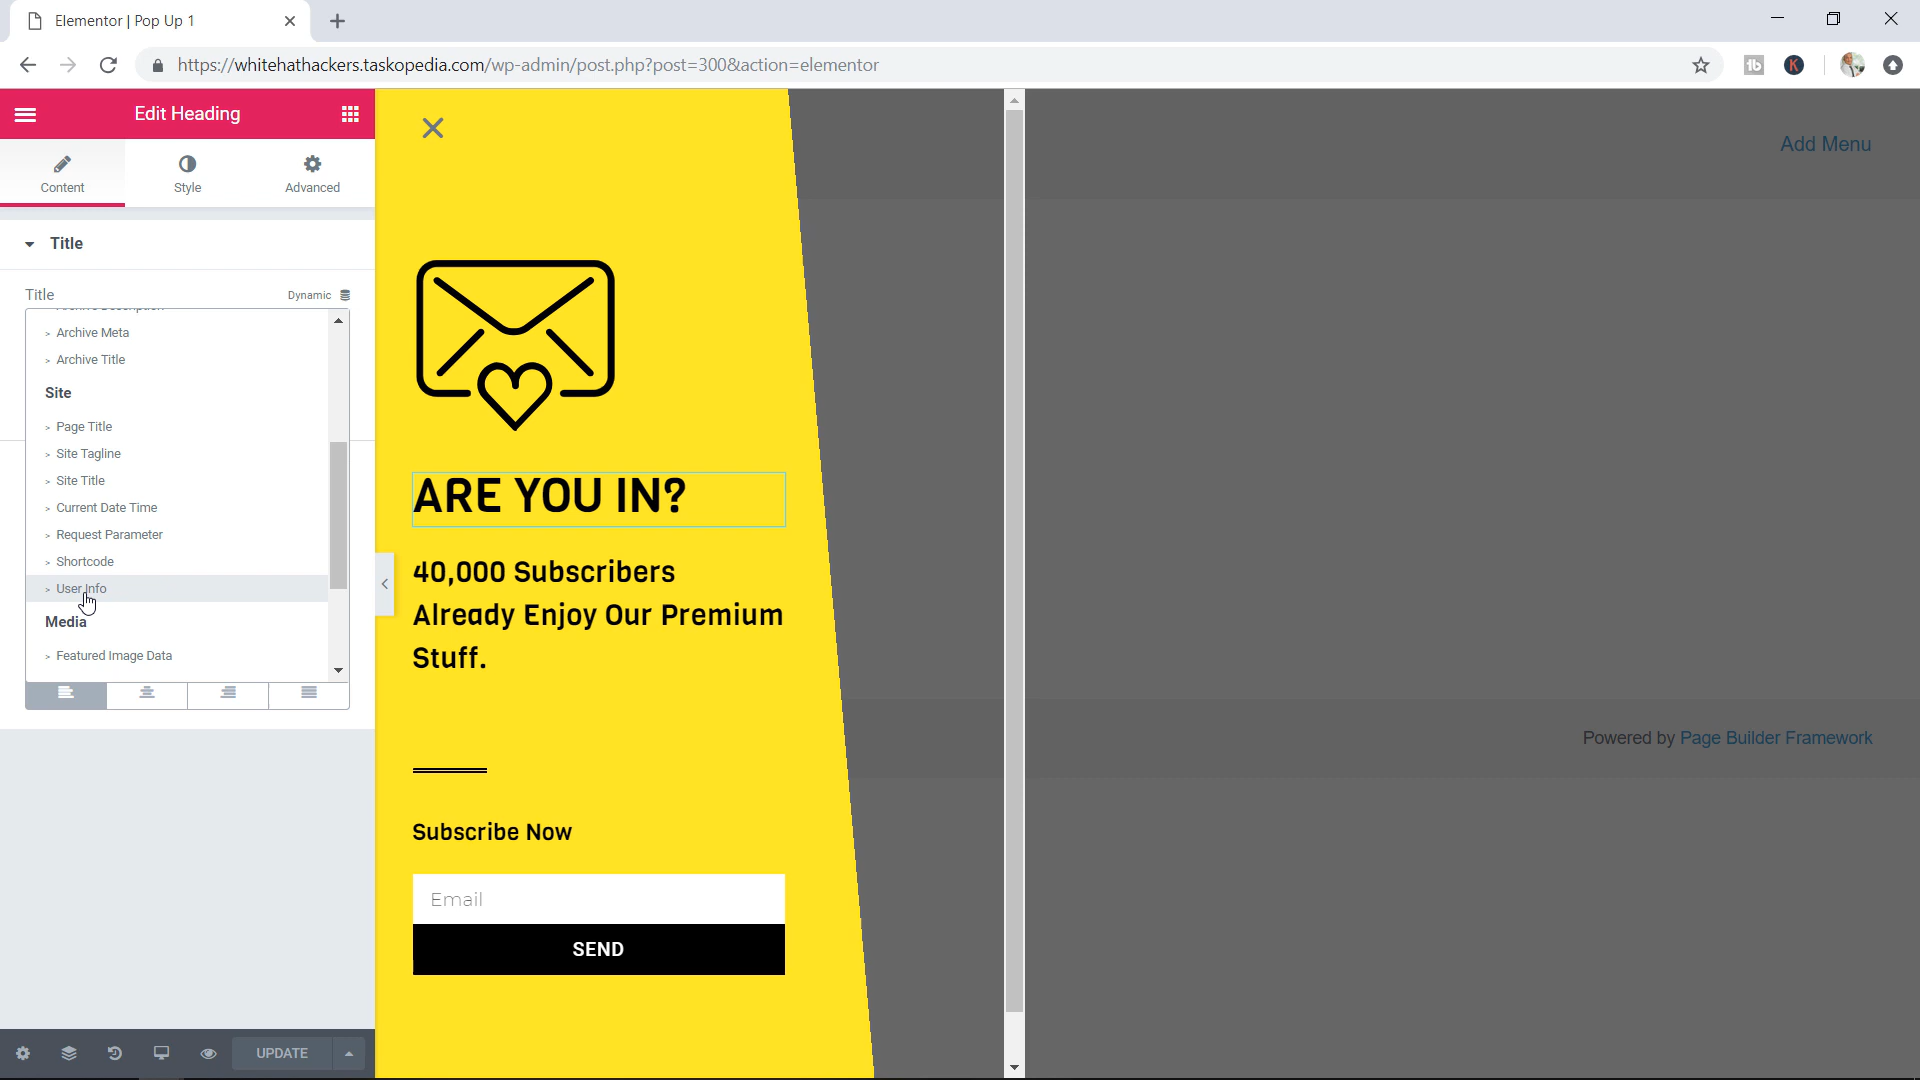 Elementor | Pop Up 1
https://whitehathackers.taskopedia.com/wp-admin/post.php?post=300&action=elementor
tb
K
Edit Heading
Content
Style
Advanced
Title
Title
Dynamic
Archive Description
> Archive Meta
> Archive Title
Site
> Page Title
> Site Tagline
> Site Title
> Current Date Time
> Request Parameter
> Shortcode
> User Info
Media
> Featured Image Data
UPDATE
ARE YOU IN?
40,000 Subscribers
Already Enjoy Our Premium
Stuff.
Subscribe Now
Email
SEND
Add Menu
Powered by Page Builder Framework